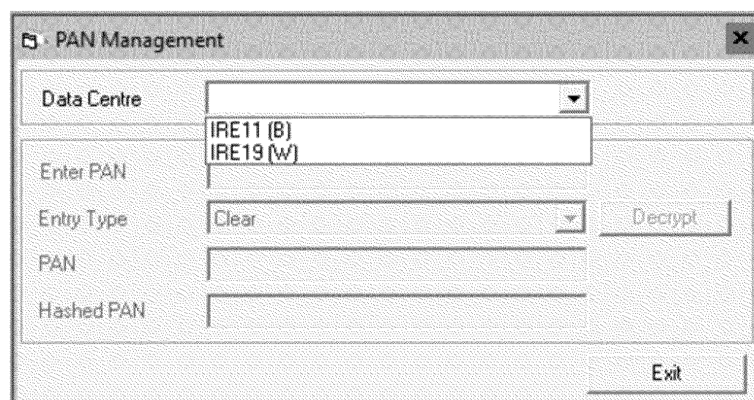 PAN Management
Data Centre
IRE11 (B)
IRE19 (W)
Enter PAN
Entry Type Clear Decrypt
PAN
Hashed PAN
Exit